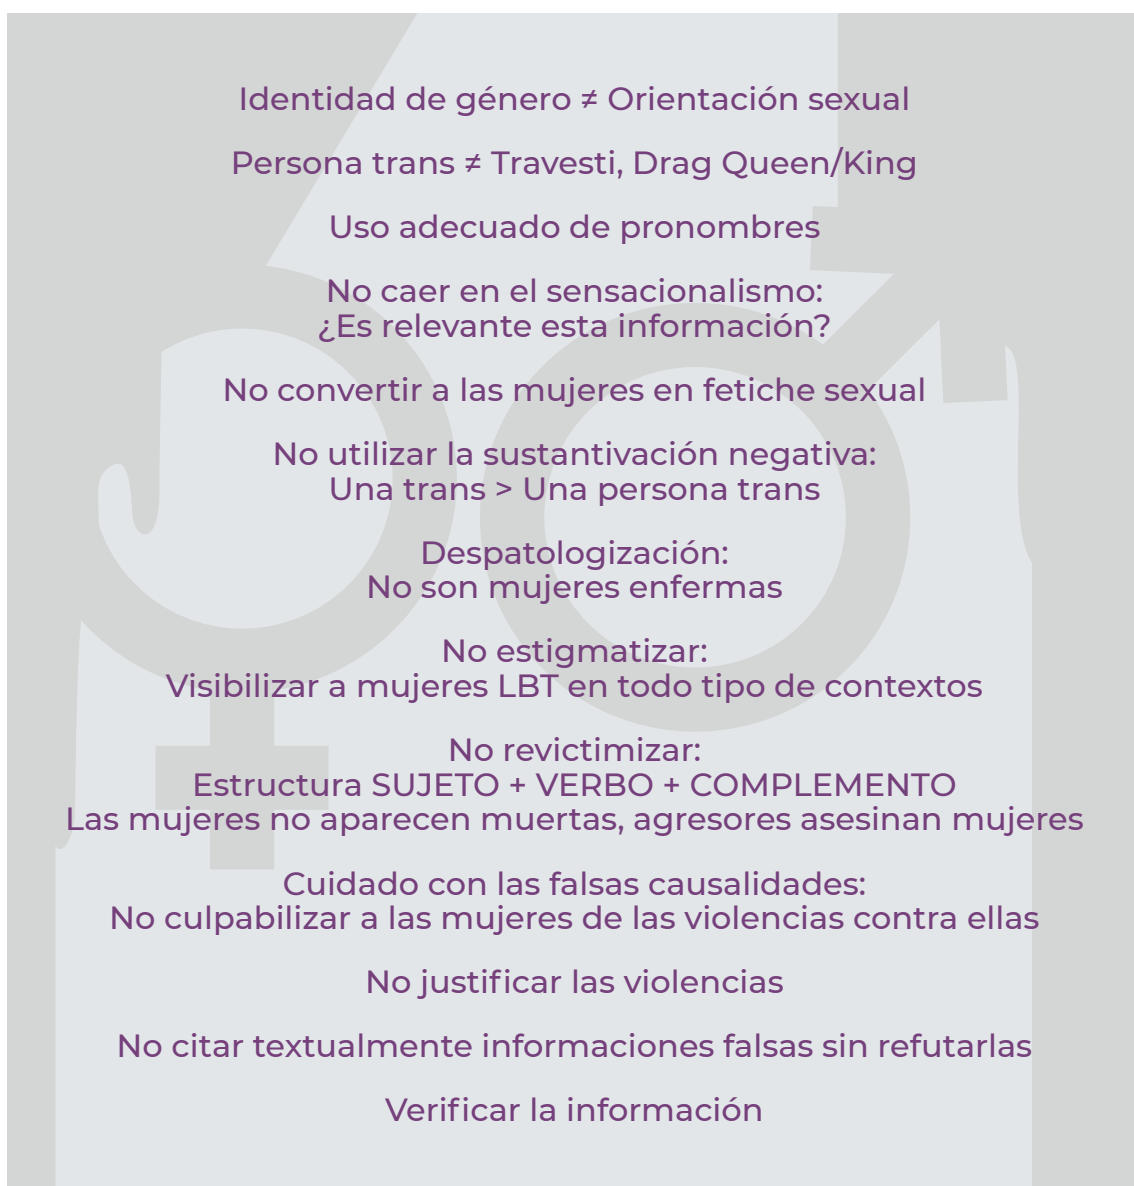 Identidad de género ≠ Orientación sexual
Persona trans ≠ Travesti, Drag Queen/King
Uso adecuado de pronombres
No caer en el sensacionalismo:
¿Es relevante esta información?
No convertir a las mujeres en fetiche sexual
No utilizar la sustantivación negativa:
Una trans > Una persona trans
Despatologización:
No son mujeres enfermas
No estigmatizar:
Visibilizar a mujeres LBT en todo tipo de contextos
No revictimizar:
Estructura SUJETO + VERBO + COMPLEMENTO
Las mujeres no aparecen muertas, agresores asesinan mujeres
Cuidado con las falsas causalidades:
No culpabilizar a las mujeres de las violencias contra ellas
No justificar las violencias
No citar textualmente informaciones falsas sin refutarlas
Verificar la información